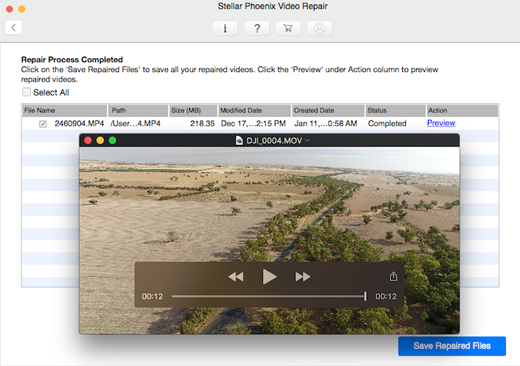 Stellar Phoenix Video Repair
Repair Process Completed
Click on the 'Save Repaired Files' to save all your repaired videos. Click the 'Preview' under Action column to preview
repaired videos.
Select All
File Name Path Size (MB) Modified Date Created Date Status Action
2460904.MP4 /User...4.MP4 218.35 Dec 17,...2:15 PM Jan 11,...0:58 AM Completed Preview
DJI_0004.MOV
00:12 00:12
Save Repaired Files